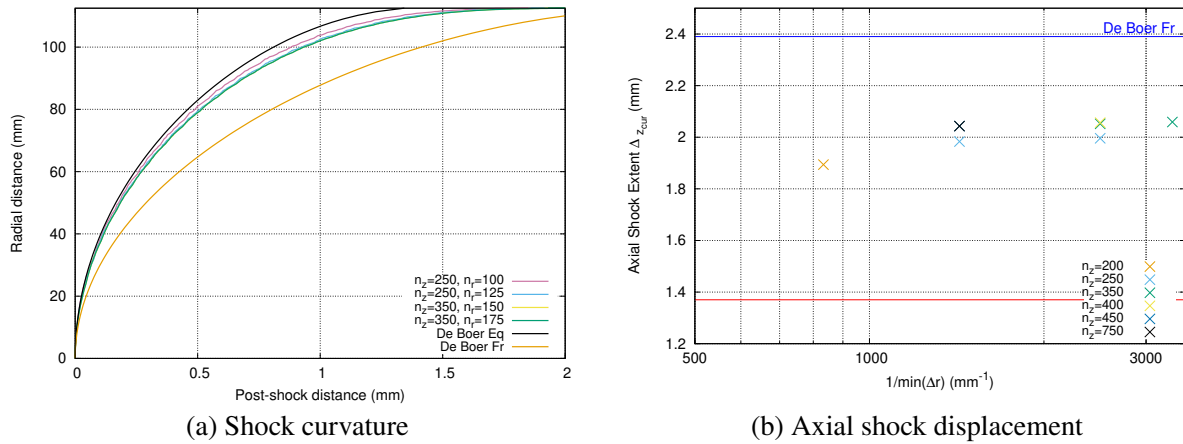 0
20
40
60
80
100
0
0.5
1
1.5
2
Radial distance (mm)
Post-shock distance (mm)
n_z=250, n_r=100
n_z=250, n_r=125
n_z=350, n_r=150
n_z=350, n_r=175
De Boer Eq
De Boer Fr
(a) Shock curvature
1.2
1.4
1.6
1.8
2
2.2
2.4
2.6
500
1000
3000
Axial Shock Extent Δ z_cur (mm)
1/min(Δr) (mm⁻¹)
De Boer Fr
n_z=200
n_z=250
n_z=350
n_z=400
n_z=450
n_z=750
(b) Axial shock displacement